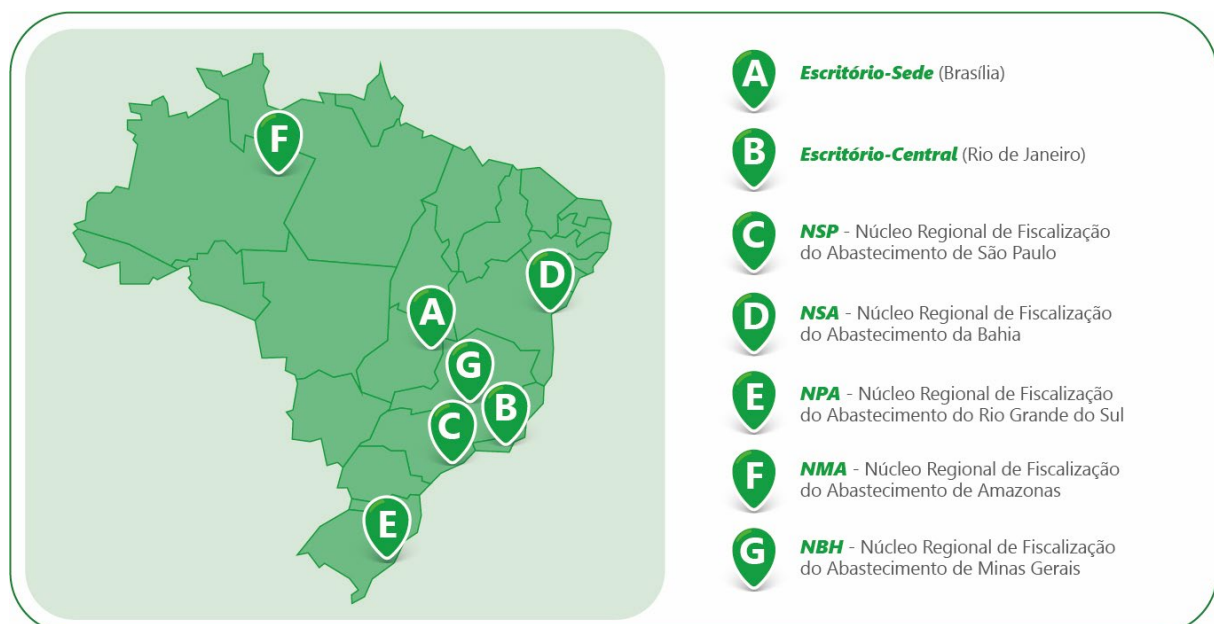 F
D
A
G
B
C
E
A
Escritório-Sede (Brasília)
B
Escritório-Central (Rio de Janeiro)
C
NSP - Núcleo Regional de Fiscalização
do Abastecimento de São Paulo
D
NSA - Núcleo Regional de Fiscalização
do Abastecimento da Bahia
E
NPA - Núcleo Regional de Fiscalização
do Abastecimento do Rio Grande do Sul
F
NMA - Núcleo Regional de Fiscalização
do Abastecimento de Amazonas
G
NBH - Núcleo Regional de Fiscalização
do Abastecimento de Minas Gerais